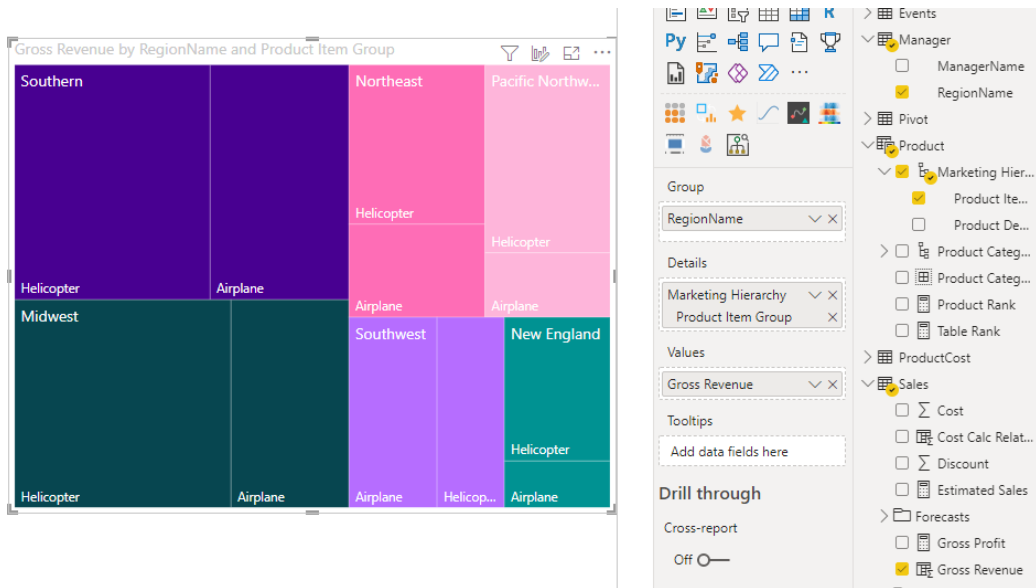 Gross Revenue by RegionName and Product Item Group
Southern
Helicopter
Airplane
Midwest
Helicopter
Airplane
Northeast
Helicopter
Airplane
Pacific Northw...
Helicopter
Airplane
Southwest
Airplane
Helicop...
New England
Helicopter
Airplane
R
Py
Group
RegionName
Details
Marketing Hierarchy
Product Item Group
Values
Gross Revenue
Tooltips
Add data fields here
Drill through
Cross-report
Off
Events
Manager
ManagerName
RegionName
Pivot
Product
Marketing Hier...
Product Ite...
Product De...
Product Categ...
Product Categ...
Product Rank
Table Rank
ProductCost
Sales
Cost
Cost Calc Relat...
Discount
Estimated Sales
Forecasts
Gross Profit
Gross Revenue